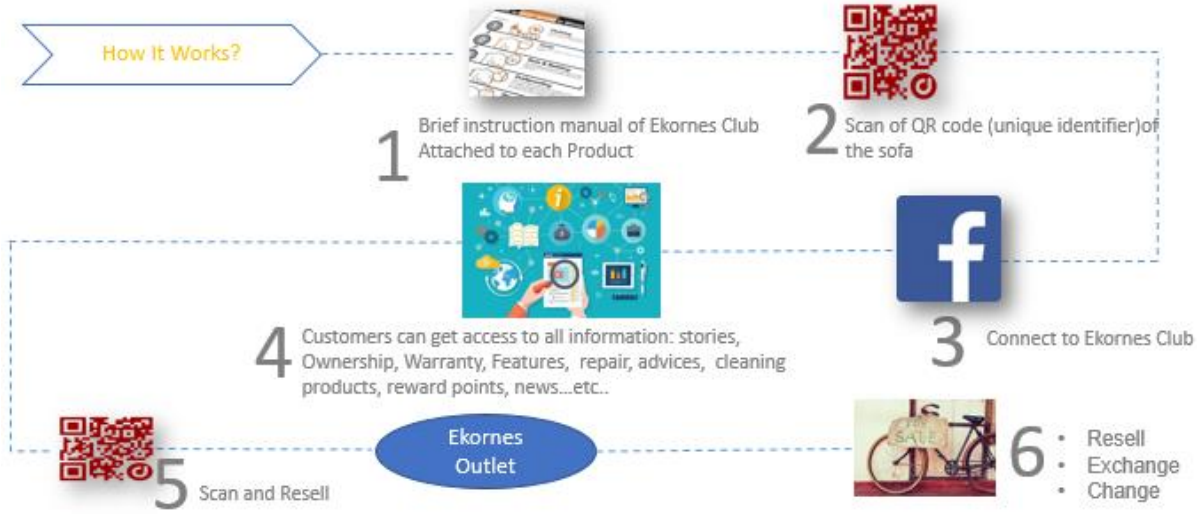 How It Works?
1
Brief instruction manual of Ekornes Club
Attached to each Product
2
Scan of QR code (unique identifier)of
the sofa
3
Connect to Ekornes Club
4
Customers can get access to all information: stories,
Ownership, Warranty, Features, repair, advices, cleaning
products, reward points, news...etc..
5
Scan and Resell
Ekornes
Outlet
SALE
6
• Resell
• Exchange
• Change